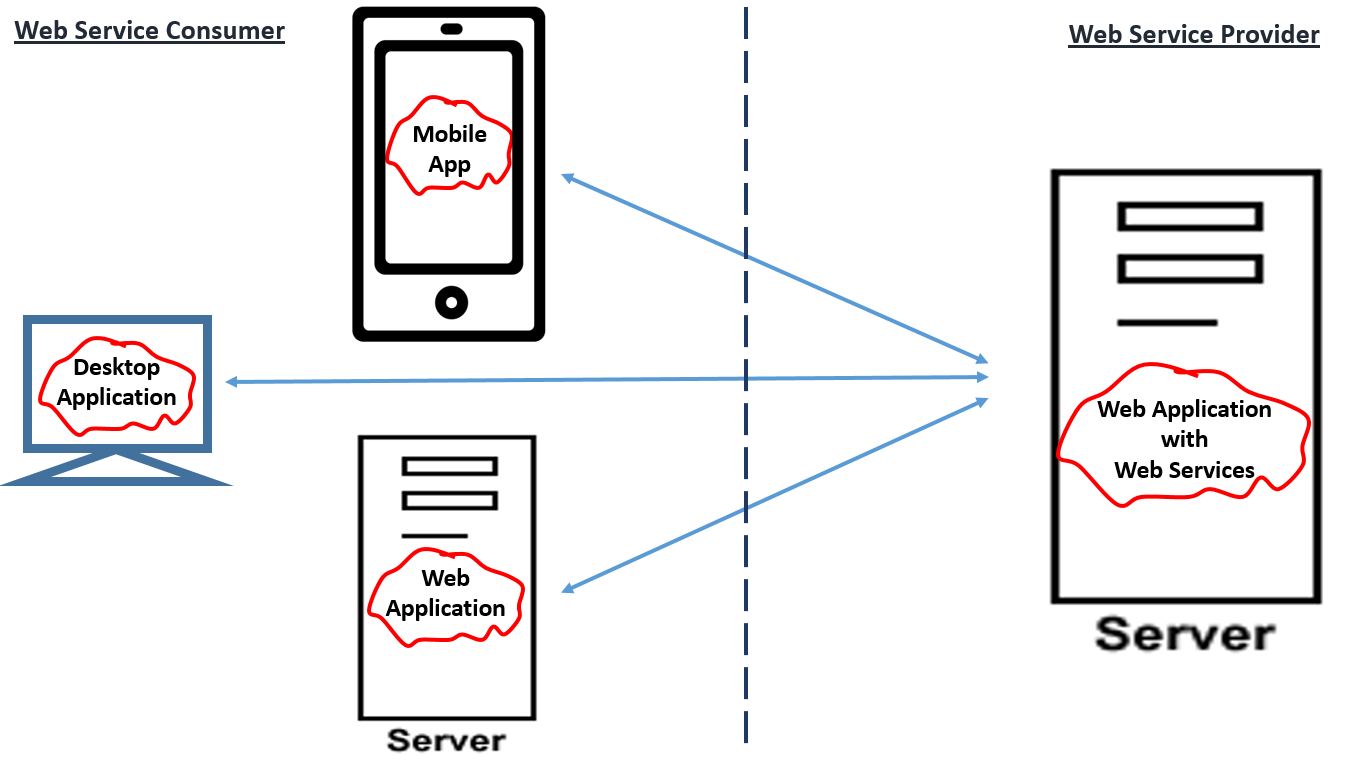 Web Service Consumer
Web Service Provider
Mobile
App
Desktop
Application
Web Application
with
Web Services
Web
Application
Server
Server